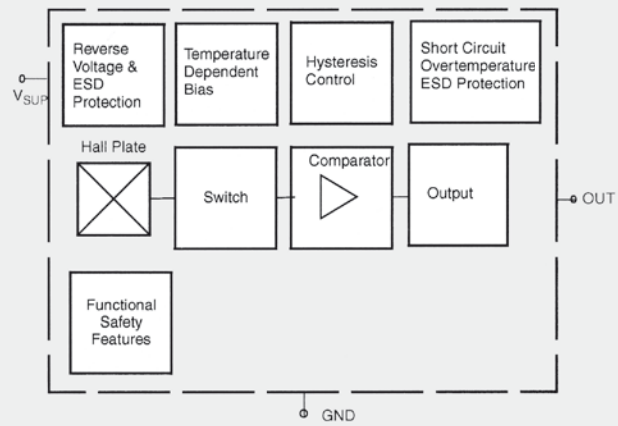 Reverse
Voltage &
ESD
Protection
Temperature
Dependent
Bias
Hysteresis
Control
Short Circuit
Overtemperature
ESD Protection
VSUP
Hall Plate
Switch
Comparator
Output
OUT
Functional
Safety
Features
GND